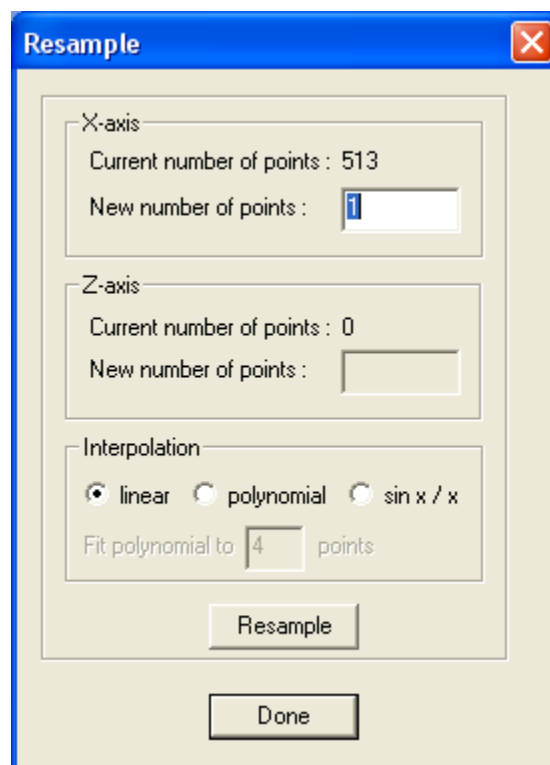 Resample
X-axis
Current number of points : 513
New number of points : 1
Z-axis
Current number of points : 0
New number of points :
Interpolation
linear polynomial sin x / x
Fit polynomial to 4 points
Resample
Done